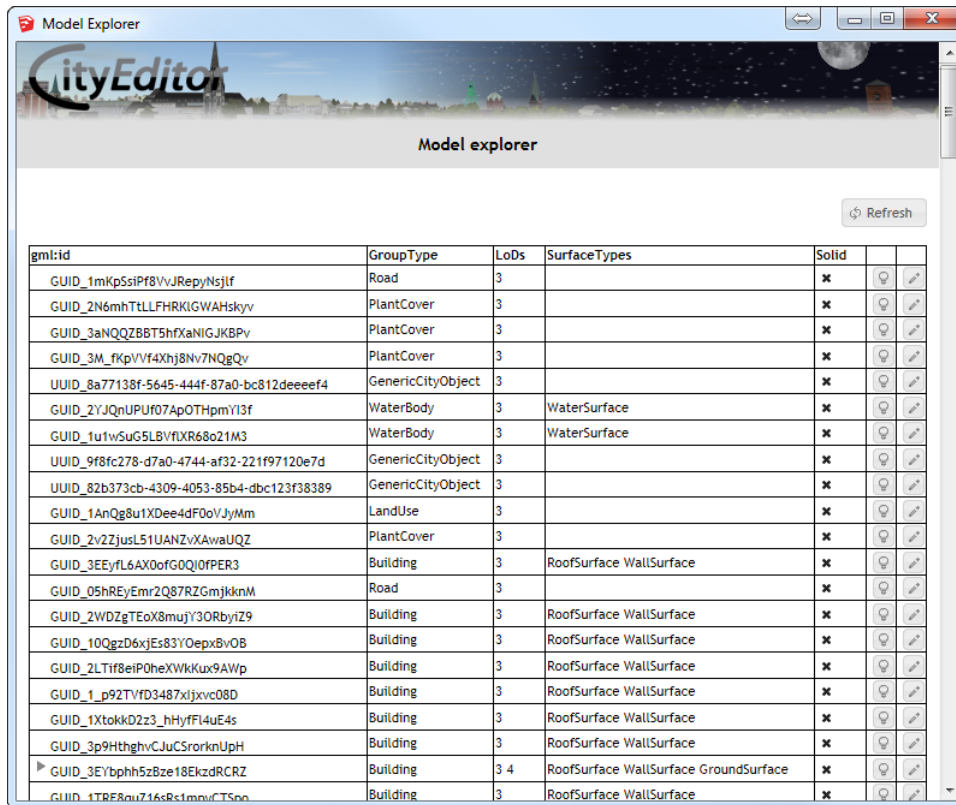 Model Explorer
CityEditor
Model explorer
Refresh
gml:id GroupType LoDs SurfaceTypes Solid
GUID_1mKpSsiPf8VvJRepyNsjlf Road 3
GUID_2N6mhTtLLFHRKlGWAHskyv PlantCover 3
GUID_3aNQQZBBT5hfXaNIGJKBPv PlantCover 3
GUID_3M_fKpVVf4Xhj8Nv7NQgQv PlantCover 3
UUID_8a77138f-5645-444f-87a0-bc812deeeef4 GenericCityObject 3
GUID_2YJQnUPUf07ApOTHpmYI3f WaterBody 3 WaterSurface
GUID_1u1wSuG5LBVflXR68o21M3 WaterBody 3 WaterSurface
UUID_9f8fc278-d7a0-4744-af32-221f97120e7d GenericCityObject 3
UUID_82b373cb-4309-4053-85b4-dbc123f38389 GenericCityObject 3
GUID_1AnQg8u1XDee4dF0oVJyMm LandUse 3
GUID_2v2ZjusL51UANZvXAwaUQZ PlantCover 3
GUID_3EEyfL6AX0ofG0QI0fPER3 Building 3 RoofSurface WallSurface
GUID_05hREyEmr2Q87RZGmjkknM Road 3
GUID_2WDZgTEoX8mujY3ORbyiZ9 Building 3 RoofSurface WallSurface
GUID_10QgzD6xjEs83YOepxBvOB Building 3 RoofSurface WallSurface
GUID_2LTif8eiP0heXWkKux9AWp Building 3 RoofSurface WallSurface
GUID_1_p92TVfD3487xIjxvc08D Building 3 RoofSurface WallSurface
GUID_1XtokkD2z3_hHyfFl4uE4s Building 3 RoofSurface WallSurface
GUID_3p9HthghvCJuCSrorknUpH Building 3 RoofSurface WallSurface
GUID_3EYbphh5zBze18EkzdRCRZ Building 3 4 RoofSurface WallSurface GroundSurface
Building 3 RoofSurface WallSurface